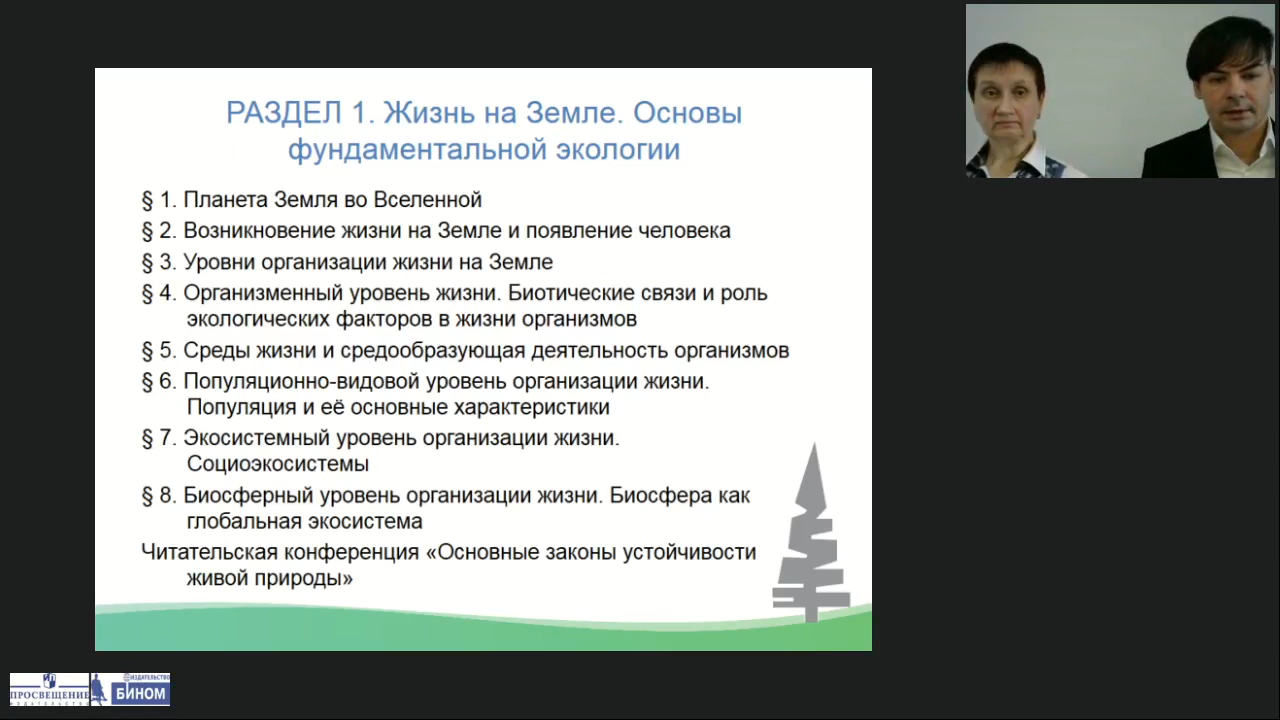 РАЗДЕЛ 1. Жизнь на Земле. Основы
фундаментальной экологии
§ 1. Планета Земля во Вселенной
§ 2. Возникновение жизни на Земле и появление человека
§ 3. Уровни организации жизни на Земле
§ 4. Организменный уровень жизни. Биотические связи и роль
экологических факторов в жизни организмов
§ 5. Среды жизни и средообразующая деятельность организмов
§ 6. Популяционно-видовой уровень организации жизни.
Популяция и её основные характеристики
§ 7. Экосистемный уровень организации жизни.
Социоэкосистемы
§ 8. Биосферный уровень организации жизни. Биосфера как
глобальная экосистема
Читательская конференция «Основные законы устойчивости
живой природы»
ПРОСВЕЩЕНИЕ
ИЗДАТЕЛЬСТВО
ИЗДАТЕЛЬСТВО
БИНОМ